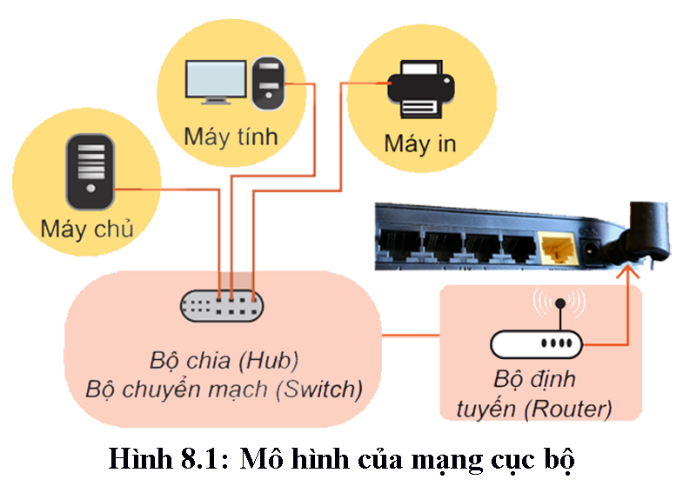 Máy tính
Máy in
Máy chủ
Bộ chia (Hub)
Bộ chuyển mạch (Switch)
Bộ định
tuyến (Router)
Hình 8.1: Mô hình của mạng cục bộ